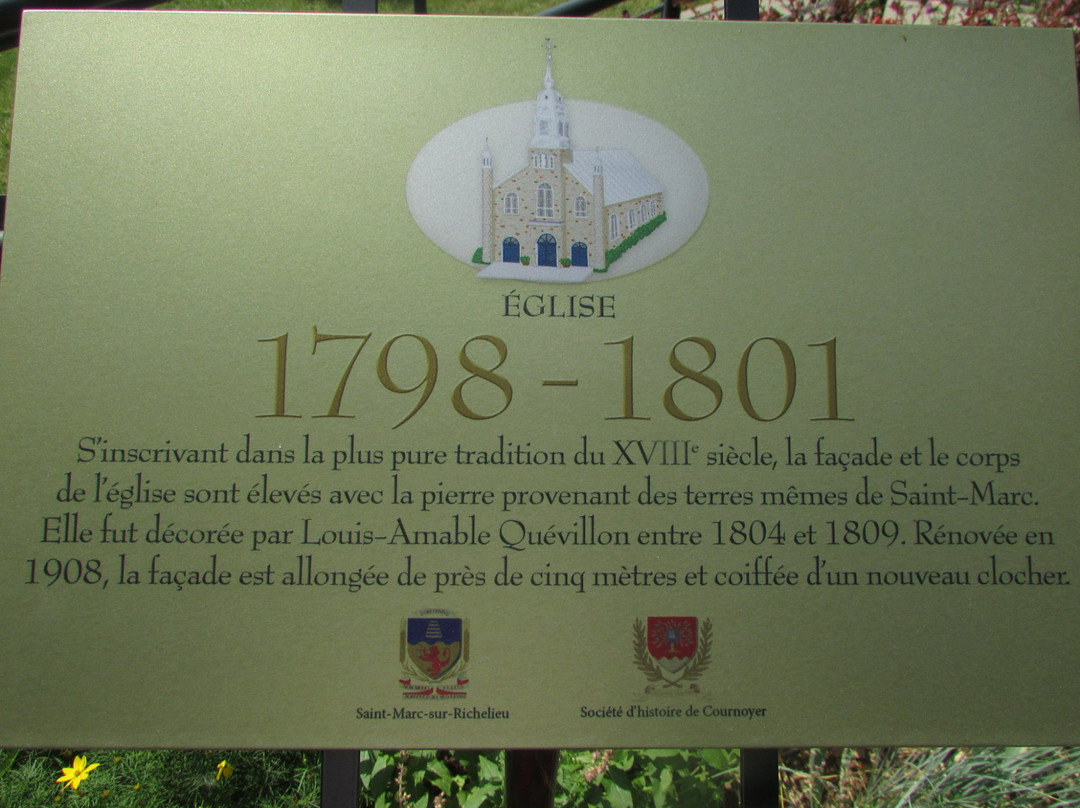 ÉGLISE
1798 - 1801
S'inscrivant dans la plus pure tradition du XVIIIe siècle, la façade et le corps
de l'église sont élevés avec la pierre provenant des terres mêmes de Saint-Marc.
Elle fut décorée par Louis-Amable Quévillon entre 1804 et 1809. Rénovée en
1908, la façade est allongée de près de cinq mètres et coiffée d'un nouveau clocher.
Saint-Marc-sur-Richelieu
Société d'histoire de Cournoyer